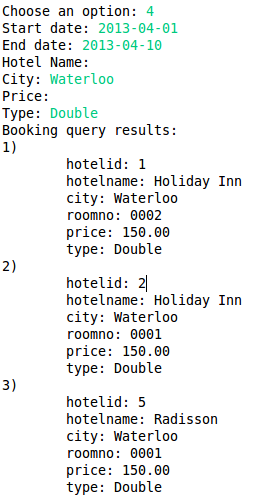 Choose an option: 4
Start date: 2013-04-01
End date: 2013-04-10
Hotel Name:
City: Waterloo
Price:
Type: Double
Booking query results:
1)
hotelid: 1
hotelname: Holiday Inn
city: Waterloo
roomno: 0002
price: 150.00
type: Double
2)
hotelid: 2
hotelname: Holiday Inn
city: Waterloo
roomno: 0001
price: 150.00
type: Double
3)
hotelid: 5
hotelname: Radisson
city: Waterloo
roomno: 0001
price: 150.00
type: Double